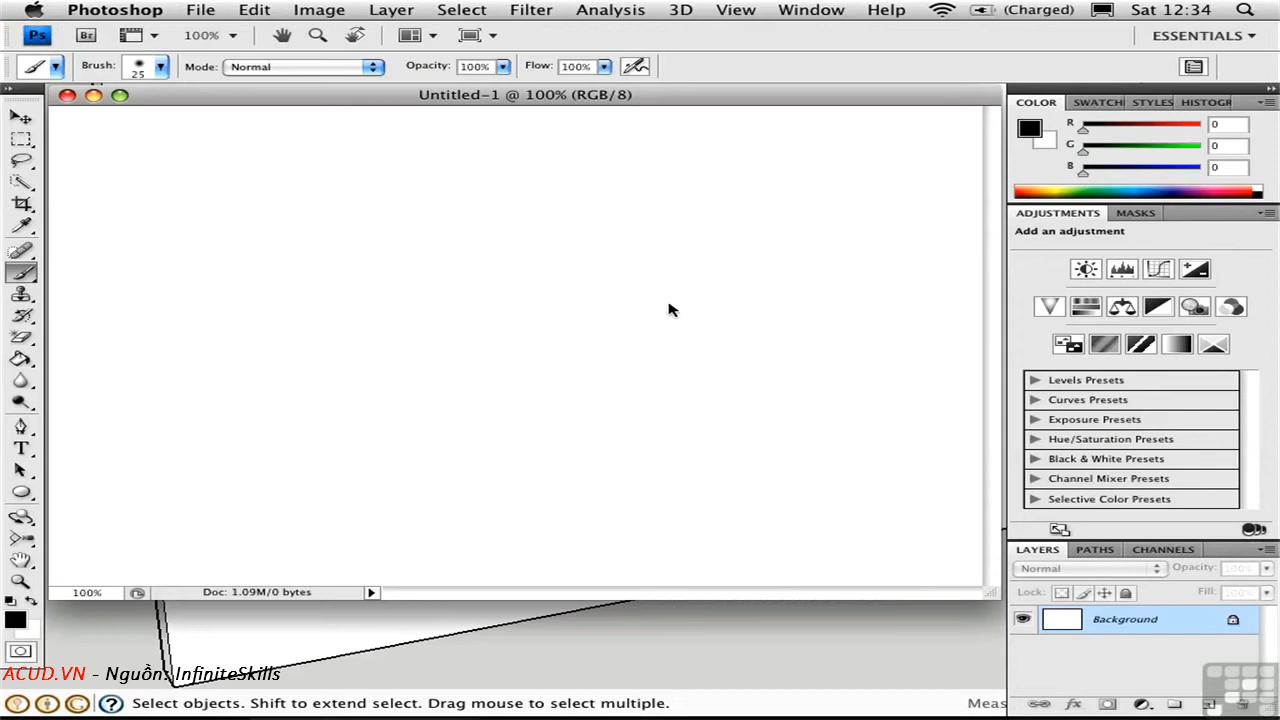 Photoshop File Edit Image Layer Select Filter Analysis 3D View Window Help (Charged) Sat 12:34
Ps Br 100% ESSENTIALS
Brush: 25 Mode: Normal Opacity: 100% Flow: 100%
Untitled-1 @ 100% (RGB/8)
COLOR SWATCH STYLES HISTOGR
R 0
G 0
B 0
ADJUSTMENTS MASKS
Add an adjustment
Levels Presets
Curves Presets
Exposure Presets
Hue/Saturation Presets
Black & White Presets
Channel Mixer Presets
Selective Color Presets
LAYERS PATHS CHANNELS
Normal Opacity: 100%
Lock: Fill: 100%
Background
T
100% Doc: 1.09M/0 bytes
ACUD.VN - Nguồn: InfiniteSkills
Select objects. Shift to extend select. Drag mouse to select multiple. Meas
fx